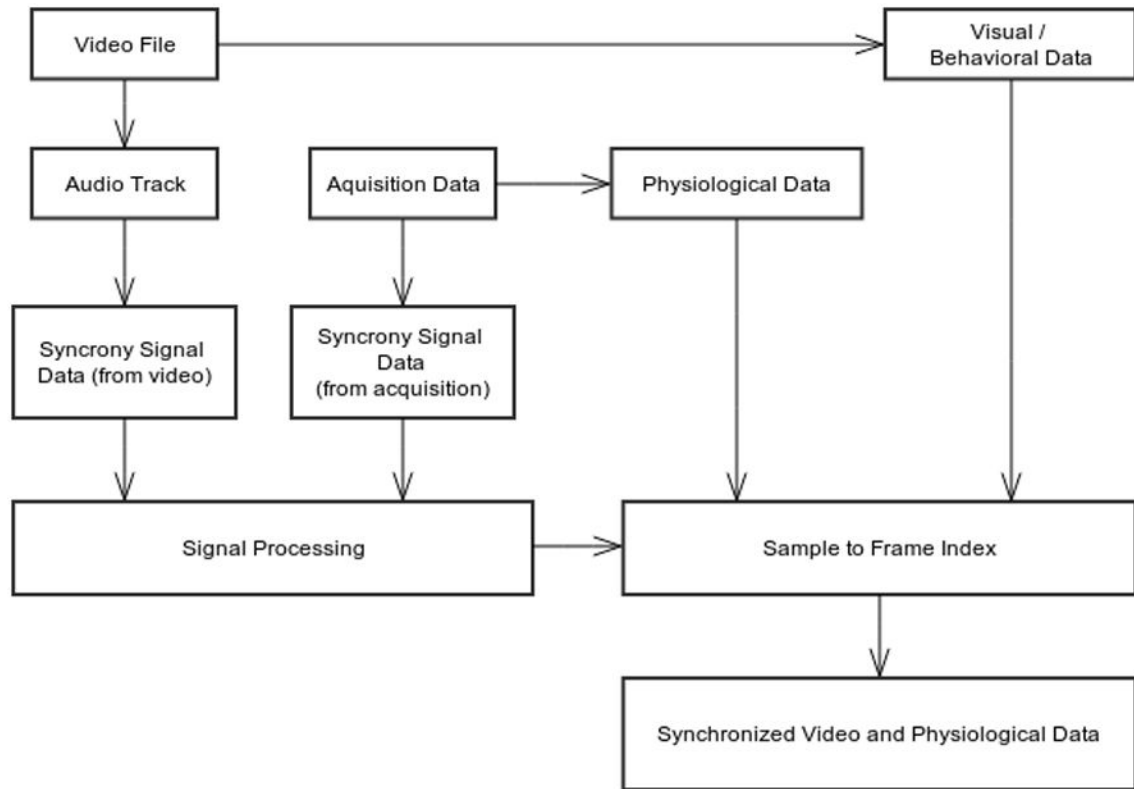 Video File
Visual /
Behavioral Data
Audio Track
Aquisition Data
Physiological Data
Syncrony Signal
Data (from video)
Syncrony Signal
Data
(from acquisition)
Signal Processing
Sample to Frame Index
Synchronized Video and Physiological Data